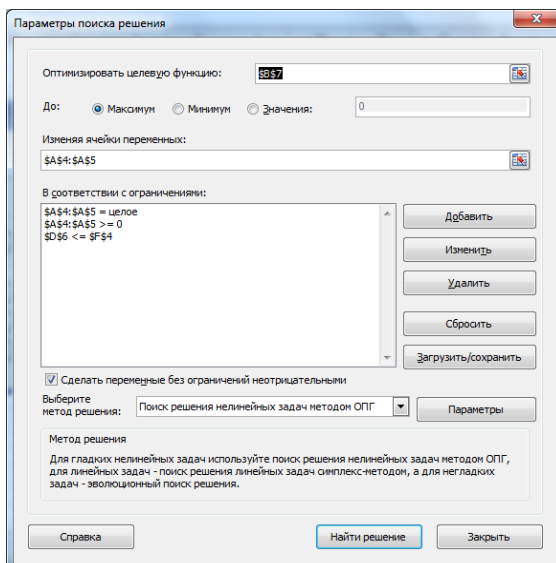 Параметры поиска решения
Оптимизировать целевую функцию: $B$7
До: Максимум Минимум Значения: 0
Изменяя ячейки переменных:
$A$4:$A$5
В соответствии с ограничениями:
$A$4:$A$5 = целое
$A$4:$A$5 >= 0
$D$6 <= $F$4
Добавить
Изменить
Удалить
Сбросить
Загрузить/сохранить
Сделать переменные без ограничений неотрицательными
Выберите
метод решения: Поиск решения нелинейных задач методом ОПГ Параметры
Метод решения
Для гладких нелинейных задач используйте поиск решения нелинейных задач методом ОПГ,
для линейных задач - поиск решения линейных задач симплекс-методом, а для негладких
задач - эволюционный поиск решения.
Справка Найти решение Закрыть